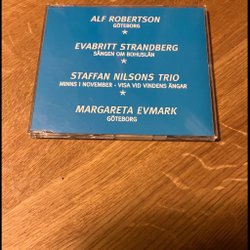 ALF ROBERTSON
GÖTEBORG
*
EVABRITT STRANDBERG
SÅNGEN OM BOHUSLÄN
*
STAFFAN NILSONS TRIO
MINNS I NOVEMBER - VISA VID VINDENS ÄNGAR
*
MARGARETA EVMARK
GÖTEBORG